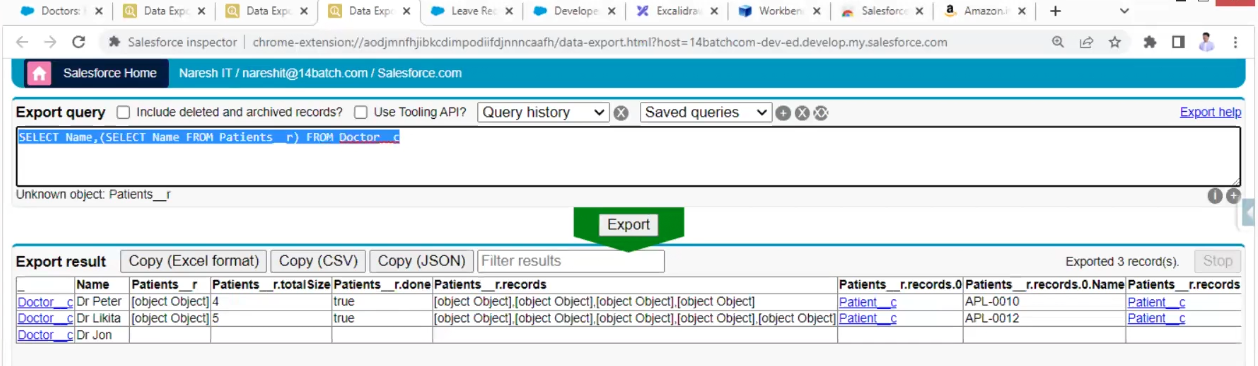 Doctors: Data Expo Data Expo Data Expo Leave Rec Develope Excalidra Workben Salesforce Amazon.i
Salesforce inspector | chrome-extension://aodjmnfhjibkcdimpodiifdjnnncaafh/data-export.html?host=14batchcom-dev-ed.develop.my.salesforce.com
Salesforce Home Naresh IT / nareshit@14batch.com / Salesforce.com
Export query Include deleted and archived records? Use Tooling API? Query history Saved queries Export help
SELECT Name,(SELECT Name FROM Patients__r) FROM Doctor__c
Unknown object: Patients__r
Export
Export result Copy (Excel format) Copy (CSV) Copy (JSON) Filter results Exported 3 record(s). Stop
_ Name Patients__r Patients__r.totalSize Patients__r.done Patients__r.records Patients__r.records.0 Patients__r.records.0.Name Patients__r.records
Doctor__c Dr Peter [object Object] 4 true [object Object],[object Object],[object Object],[object Object] Patient__c APL-0010 Patient__c
Doctor__c Dr Likita [object Object] 5 true [object Object],[object Object],[object Object],[object Object],[object Object] Patient__c APL-0012 Patient__c
Doctor__c Dr Jon